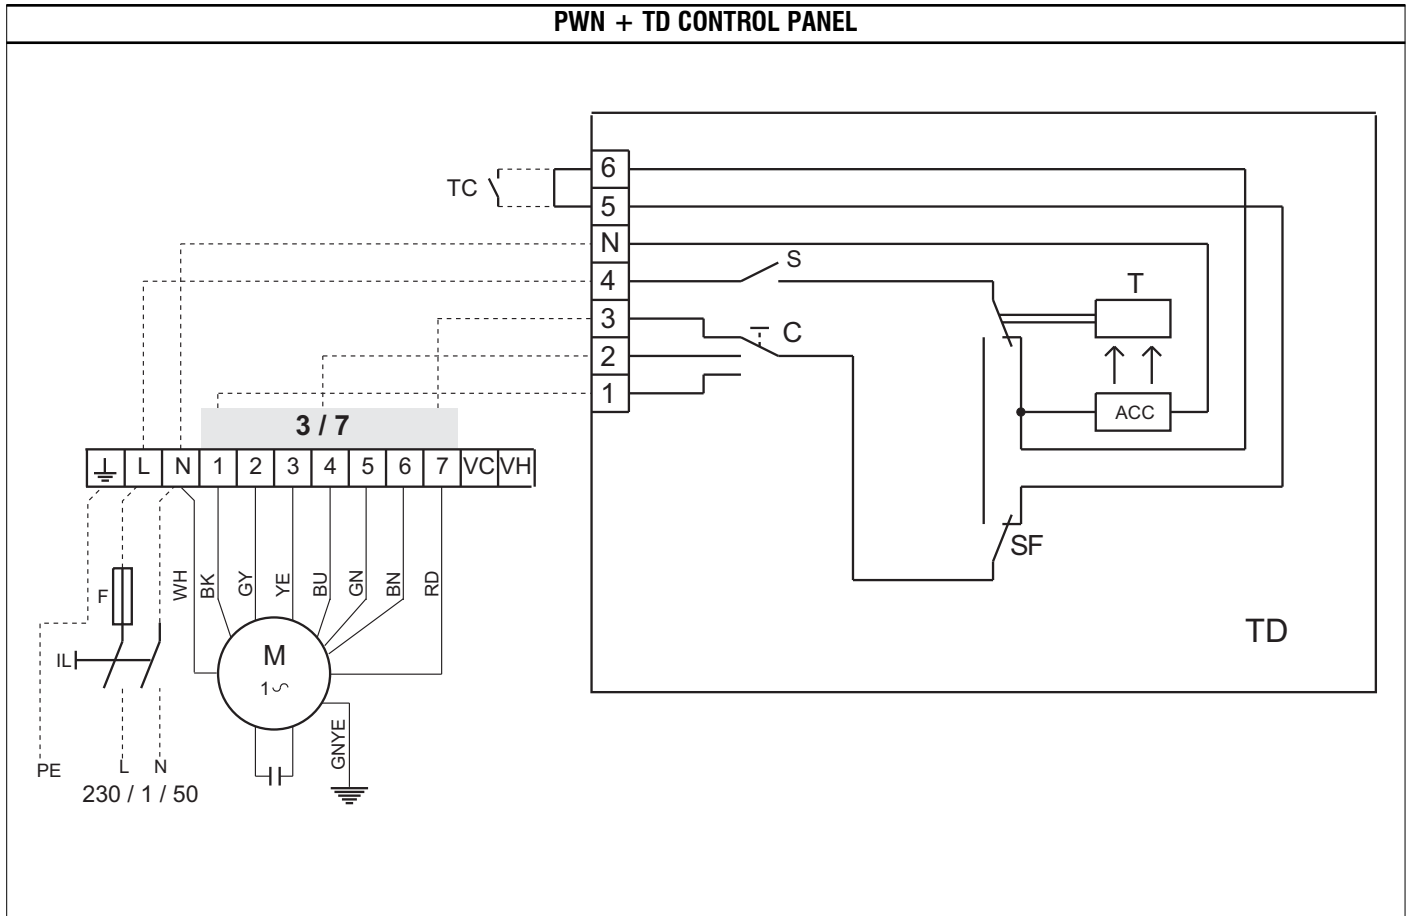 PWN + TD CONTROL PANEL
TC
6
5
N
4
3
2
1
S
C
T
ACC
SF
TD
3 / 7
L N 1 2 3 4 5 6 7 VC VH
WH BK GY YE BU GN BN RD
F
IL
M
1
GNYE
PE L N
230 / 1 / 50